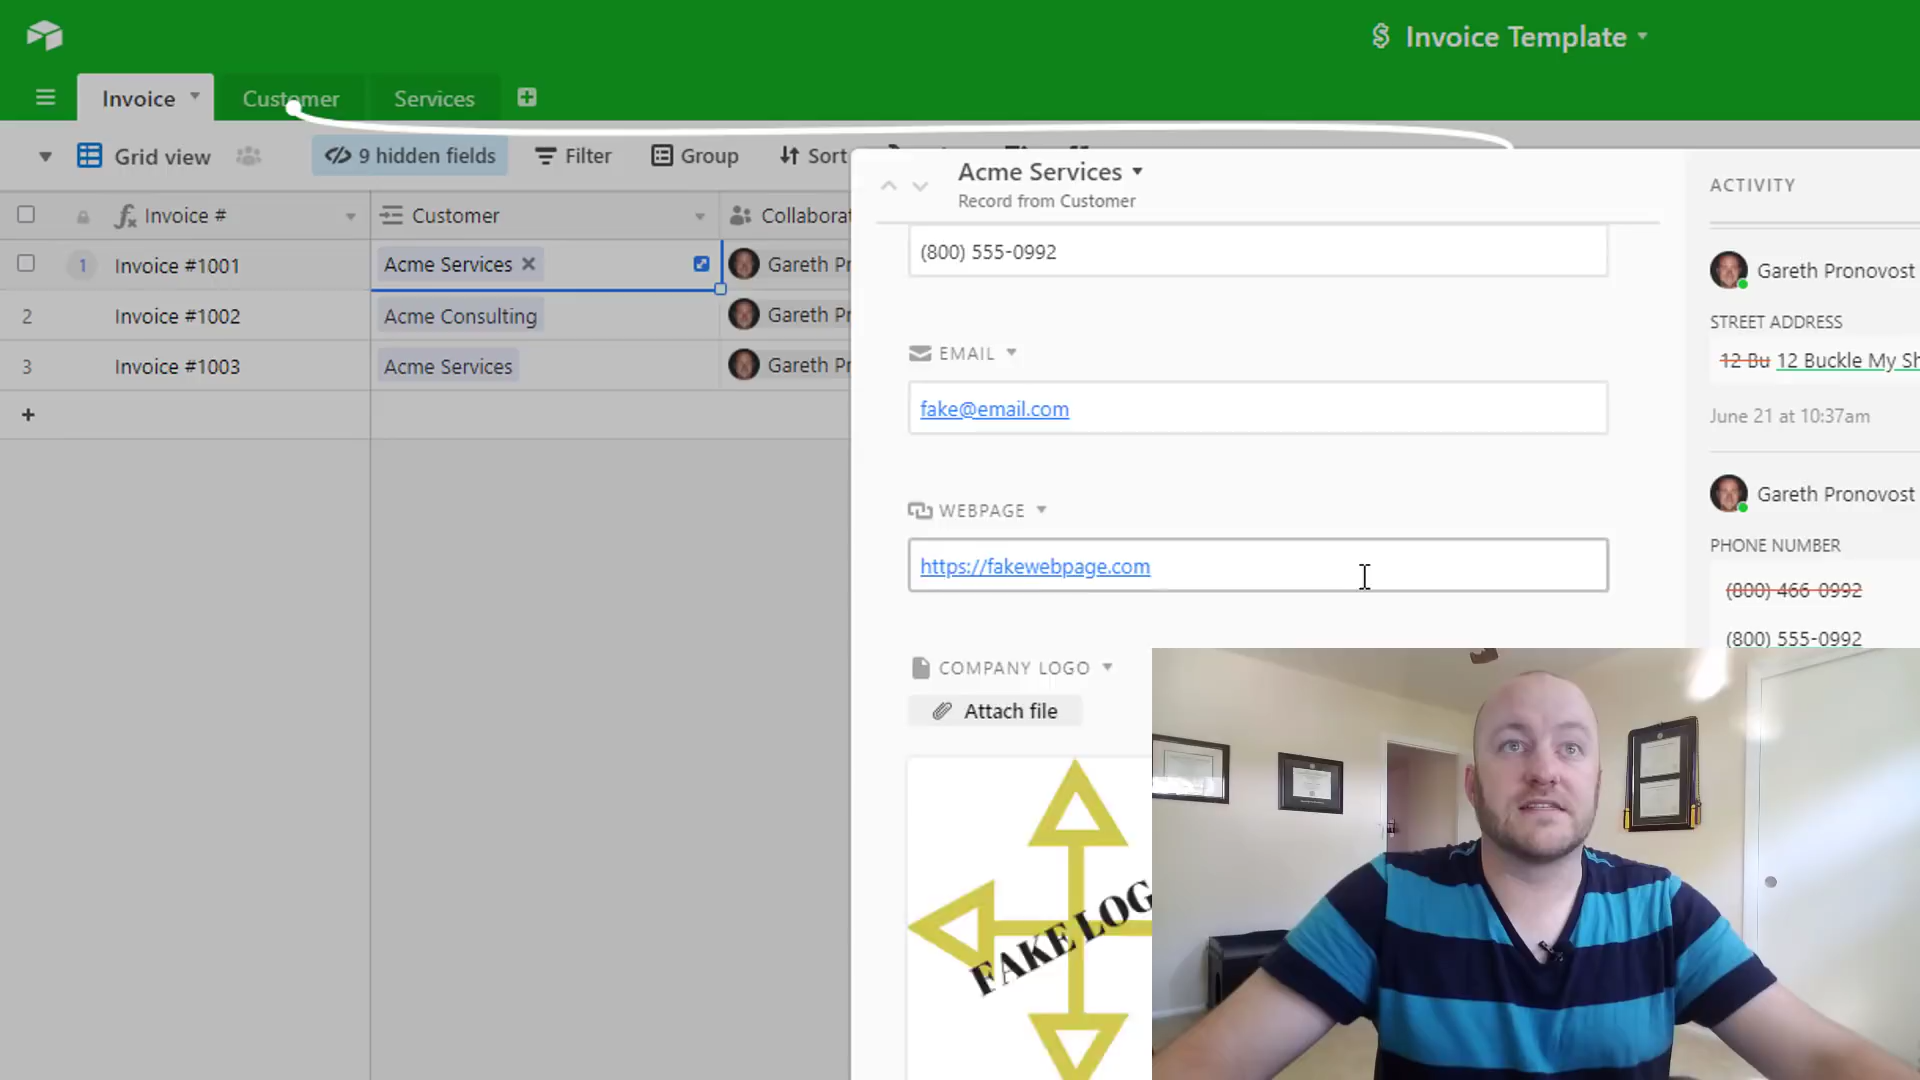 Invoice Template
Invoice
Customer
Services
Grid view
9 hidden fields
Filter
Group
Sort
Invoice #
Customer
Collaborat
1
Invoice #1001
Acme Services
Gareth Pr
2
Invoice #1002
Acme Consulting
Gareth Pr
3
Invoice #1003
Acme Services
Gareth Pr
Acme Services
Record from Customer
(800) 555-0992
EMAIL
fake@email.com
WEBPAGE
https://fakewebpage.com
COMPANY LOGO
Attach file
FAKE LOG
ACTIVITY
Gareth Pronovost
STREET ADDRESS
12 Bu 12 Buckle My Sh
June 21 at 10:37am
Gareth Pronovost
PHONE NUMBER
(800) 466-0992
(800) 555-0992